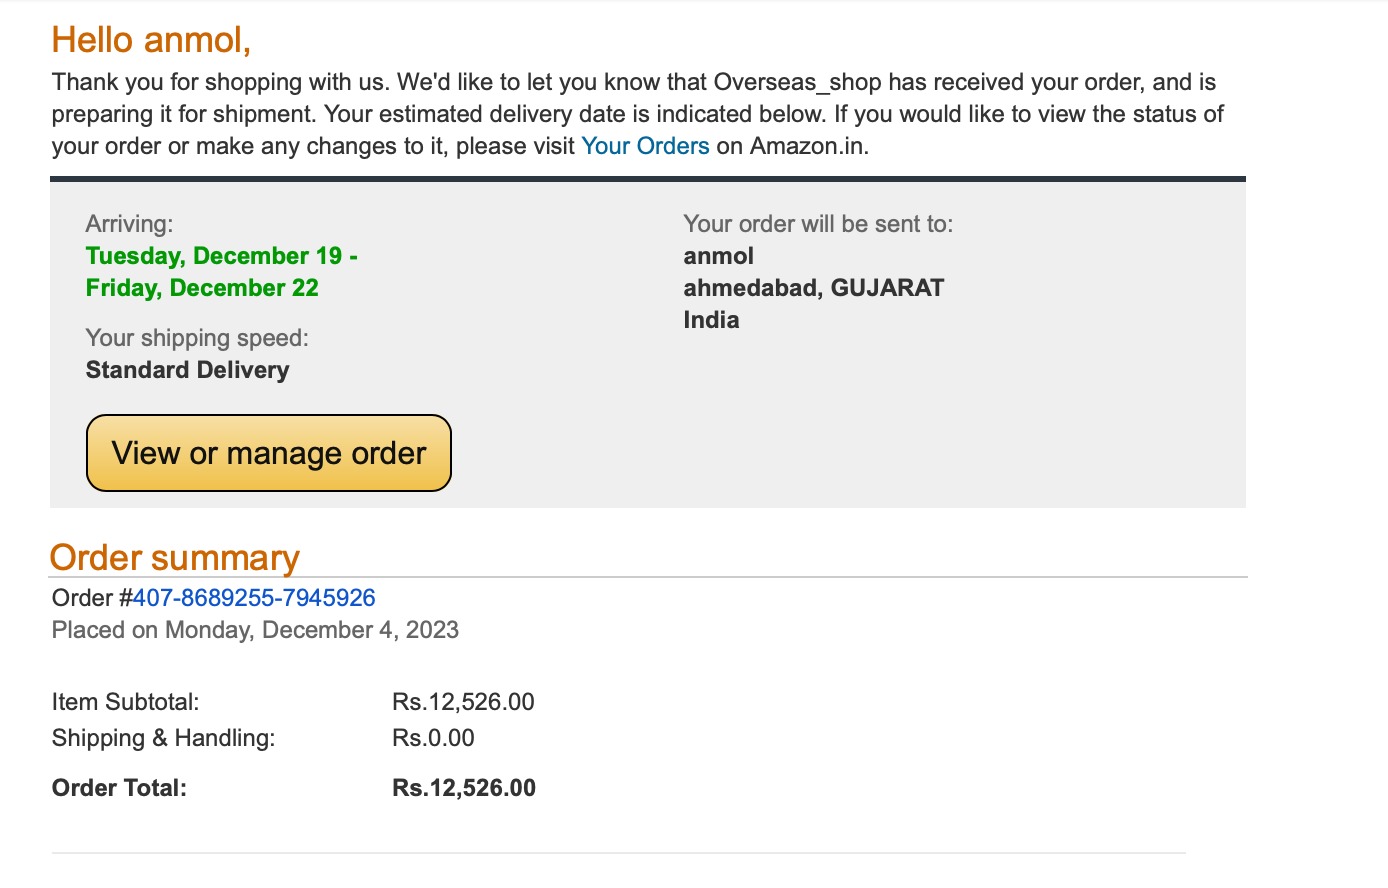 Hello anmol,
Thank you for shopping with us. We'd like to let you know that Overseas_shop has received your order, and is
preparing it for shipment. Your estimated delivery date is indicated below. If you would like to view the status of
your order or make any changes to it, please visit Your Orders on Amazon.in.
Arriving:
Tuesday, December 19 -
Friday, December 22
Your shipping speed:
Standard Delivery
View or manage order
Your order will be sent to:
anmol
ahmedabad, GUJARAT
India
Order summary
Order #407-8689255-7945926
Placed on Monday, December 4, 2023
Item Subtotal: Rs.12,526.00
Shipping & Handling: Rs.0.00
Order Total: Rs.12,526.00